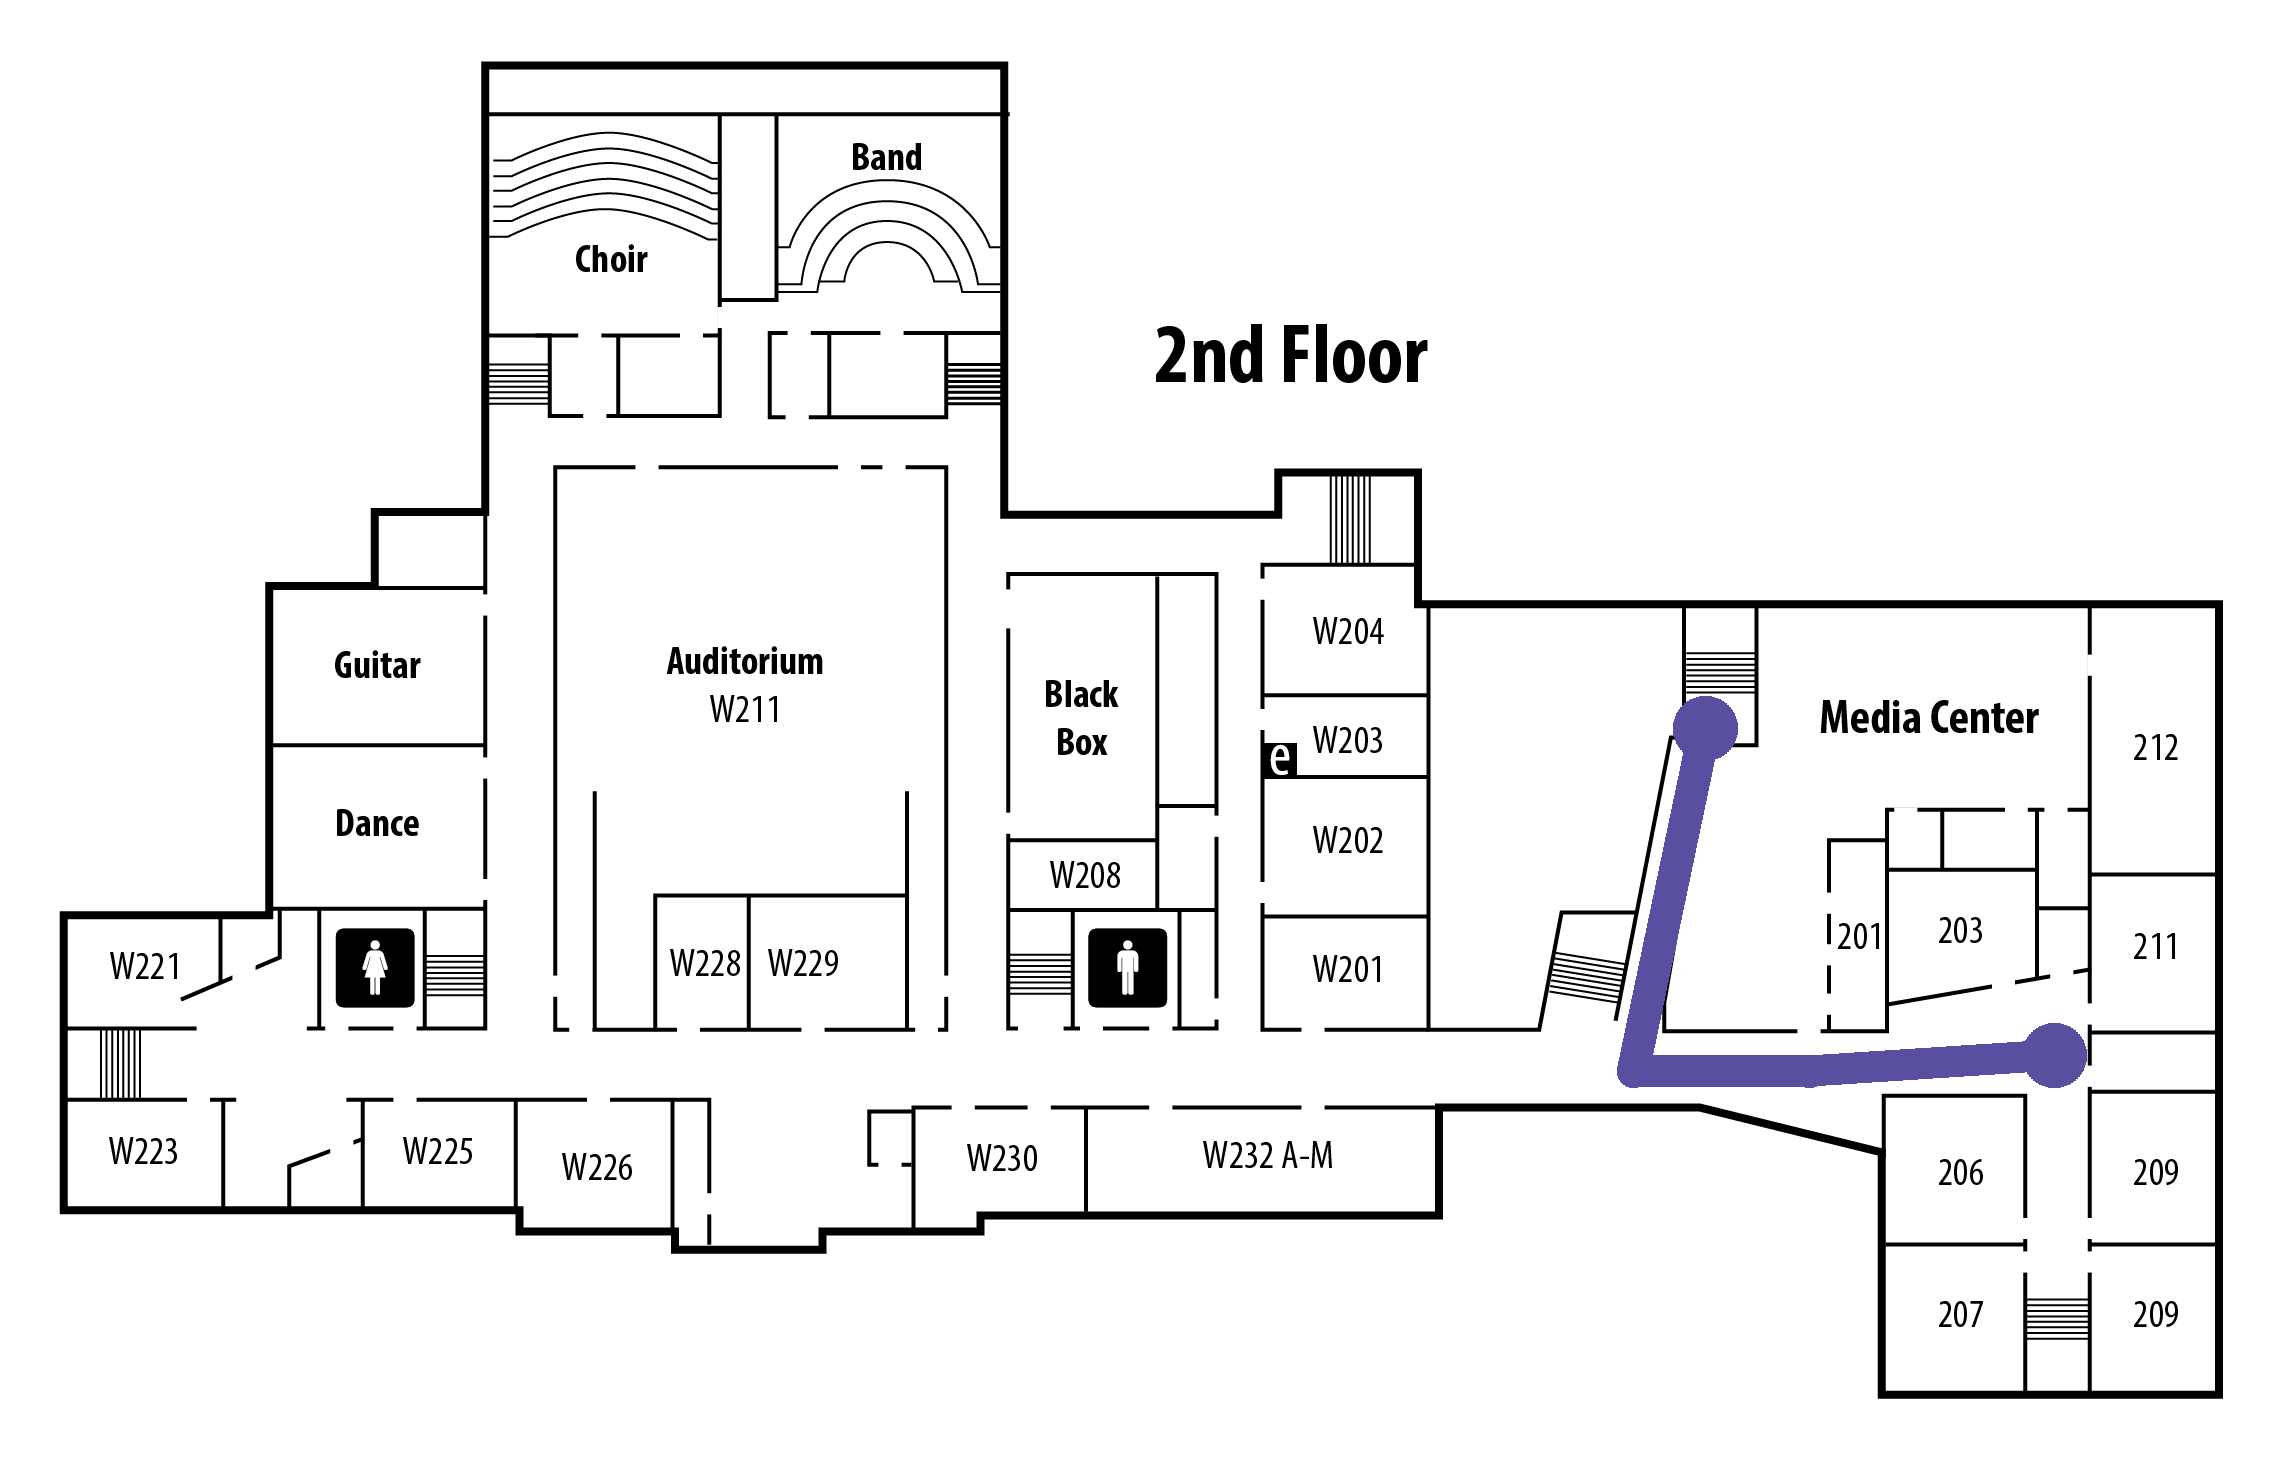 Band
Choir
2nd Floor
Guitar
Auditorium
W211
W204
Black
Box
W203
e
Media Center
212
Dance
W202
W208
W221
W228
W229
W201
201
203
211
W223
W225
W226
W230
W232 A-M
206
209
207
209